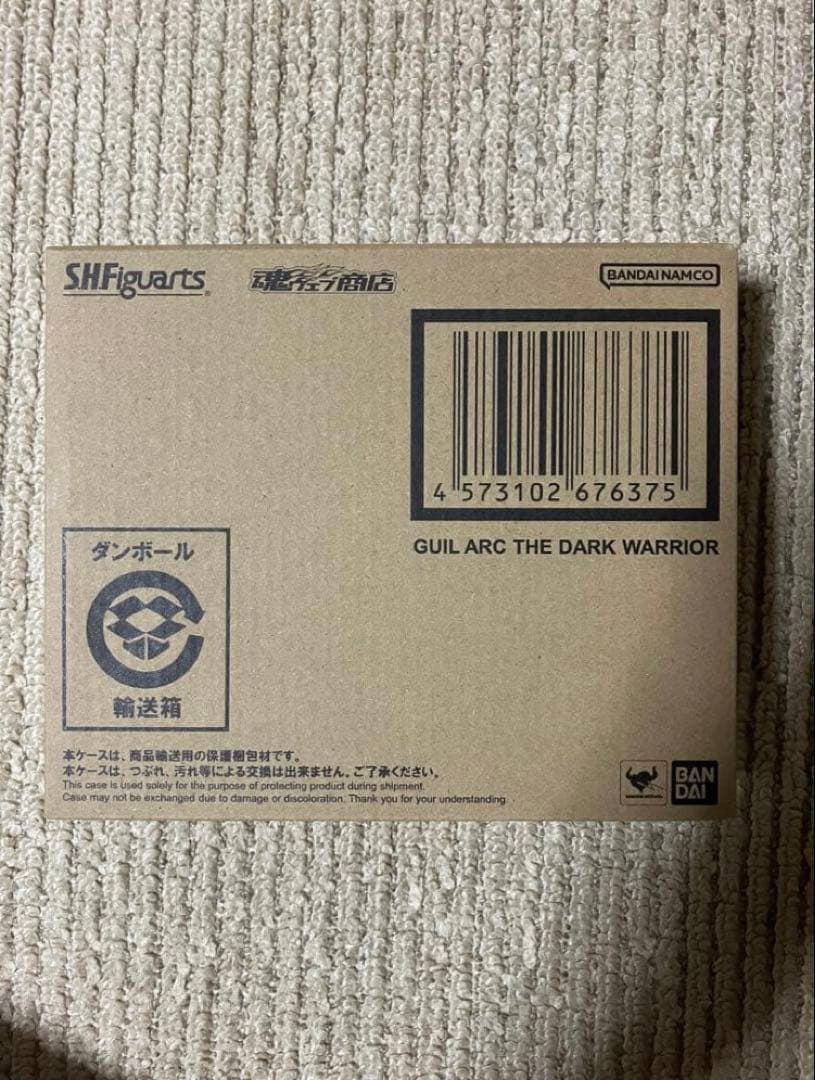 S.H.Figuarts
魂ウェブ商店
BANDAI NAMCO
4 573102 676375
GUIL ARC THE DARK WARRIOR
ダンボール
輸送箱
本ケースは、商品輸送用の保護梱包材です。
本ケースは、つぶれ、汚れ等による交換は出来ません。ご了承ください。
This case is used solely for the purpose of protecting product during shipment.
Case may not be exchanged due to damage or discoloration. Thank you for your understanding.
BAN
DAI